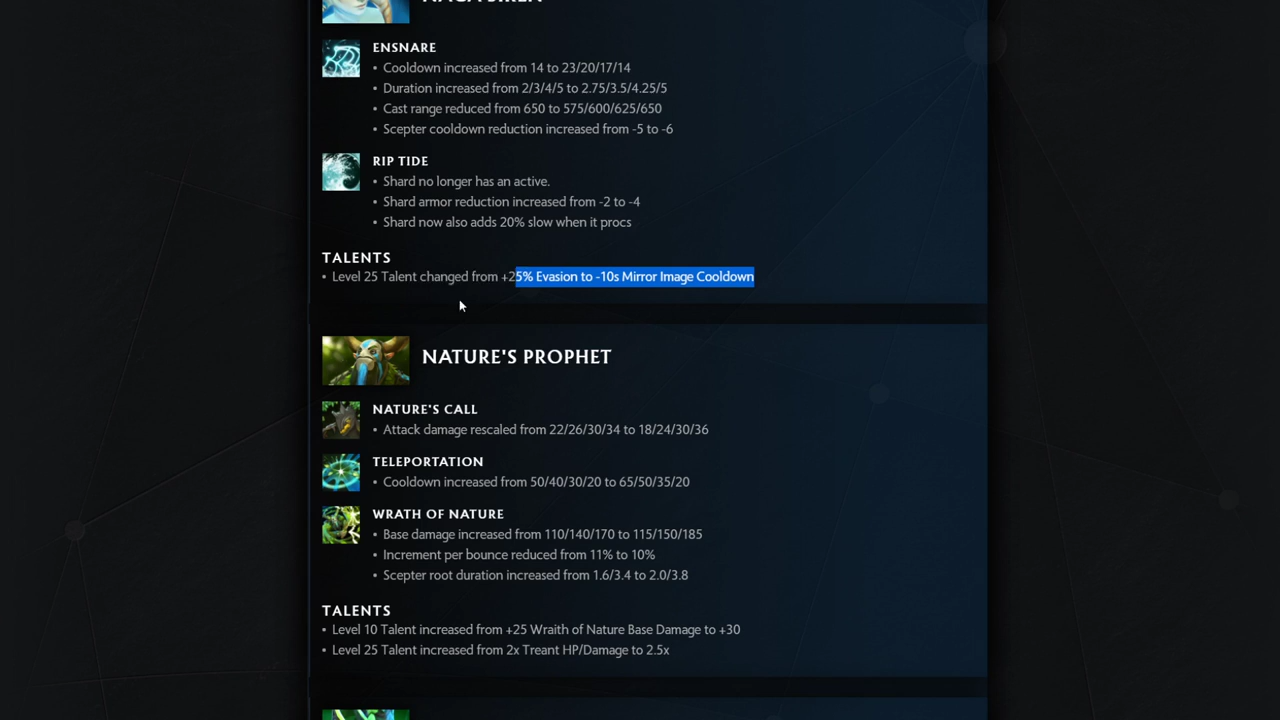 NAGA SIREN
ENSNARE
• Cooldown increased from 14 to 23/20/17/14
• Duration increased from 2/3/4/5 to 2.75/3.5/4.25/5
• Cast range reduced from 650 to 575/600/625/650
• Scepter cooldown reduction increased from -5 to -6
RIP TIDE
• Shard no longer has an active.
• Shard armor reduction increased from -2 to -4
• Shard now also adds 20% slow when it procs
TALENTS
• Level 25 Talent changed from +25% Evasion to -10s Mirror Image Cooldown
NATURE'S PROPHET
NATURE'S CALL
• Attack damage rescaled from 22/26/30/34 to 18/24/30/36
TELEPORTATION
• Cooldown increased from 50/40/30/20 to 65/50/35/20
WRATH OF NATURE
• Base damage increased from 110/140/170 to 115/150/185
• Increment per bounce reduced from 11% to 10%
• Scepter root duration increased from 1.6/3.4 to 2.0/3.8
TALENTS
• Level 10 Talent increased from +25 Wraith of Nature Base Damage to +30
• Level 25 Talent increased from 2x Treant HP/Damage to 2.5x